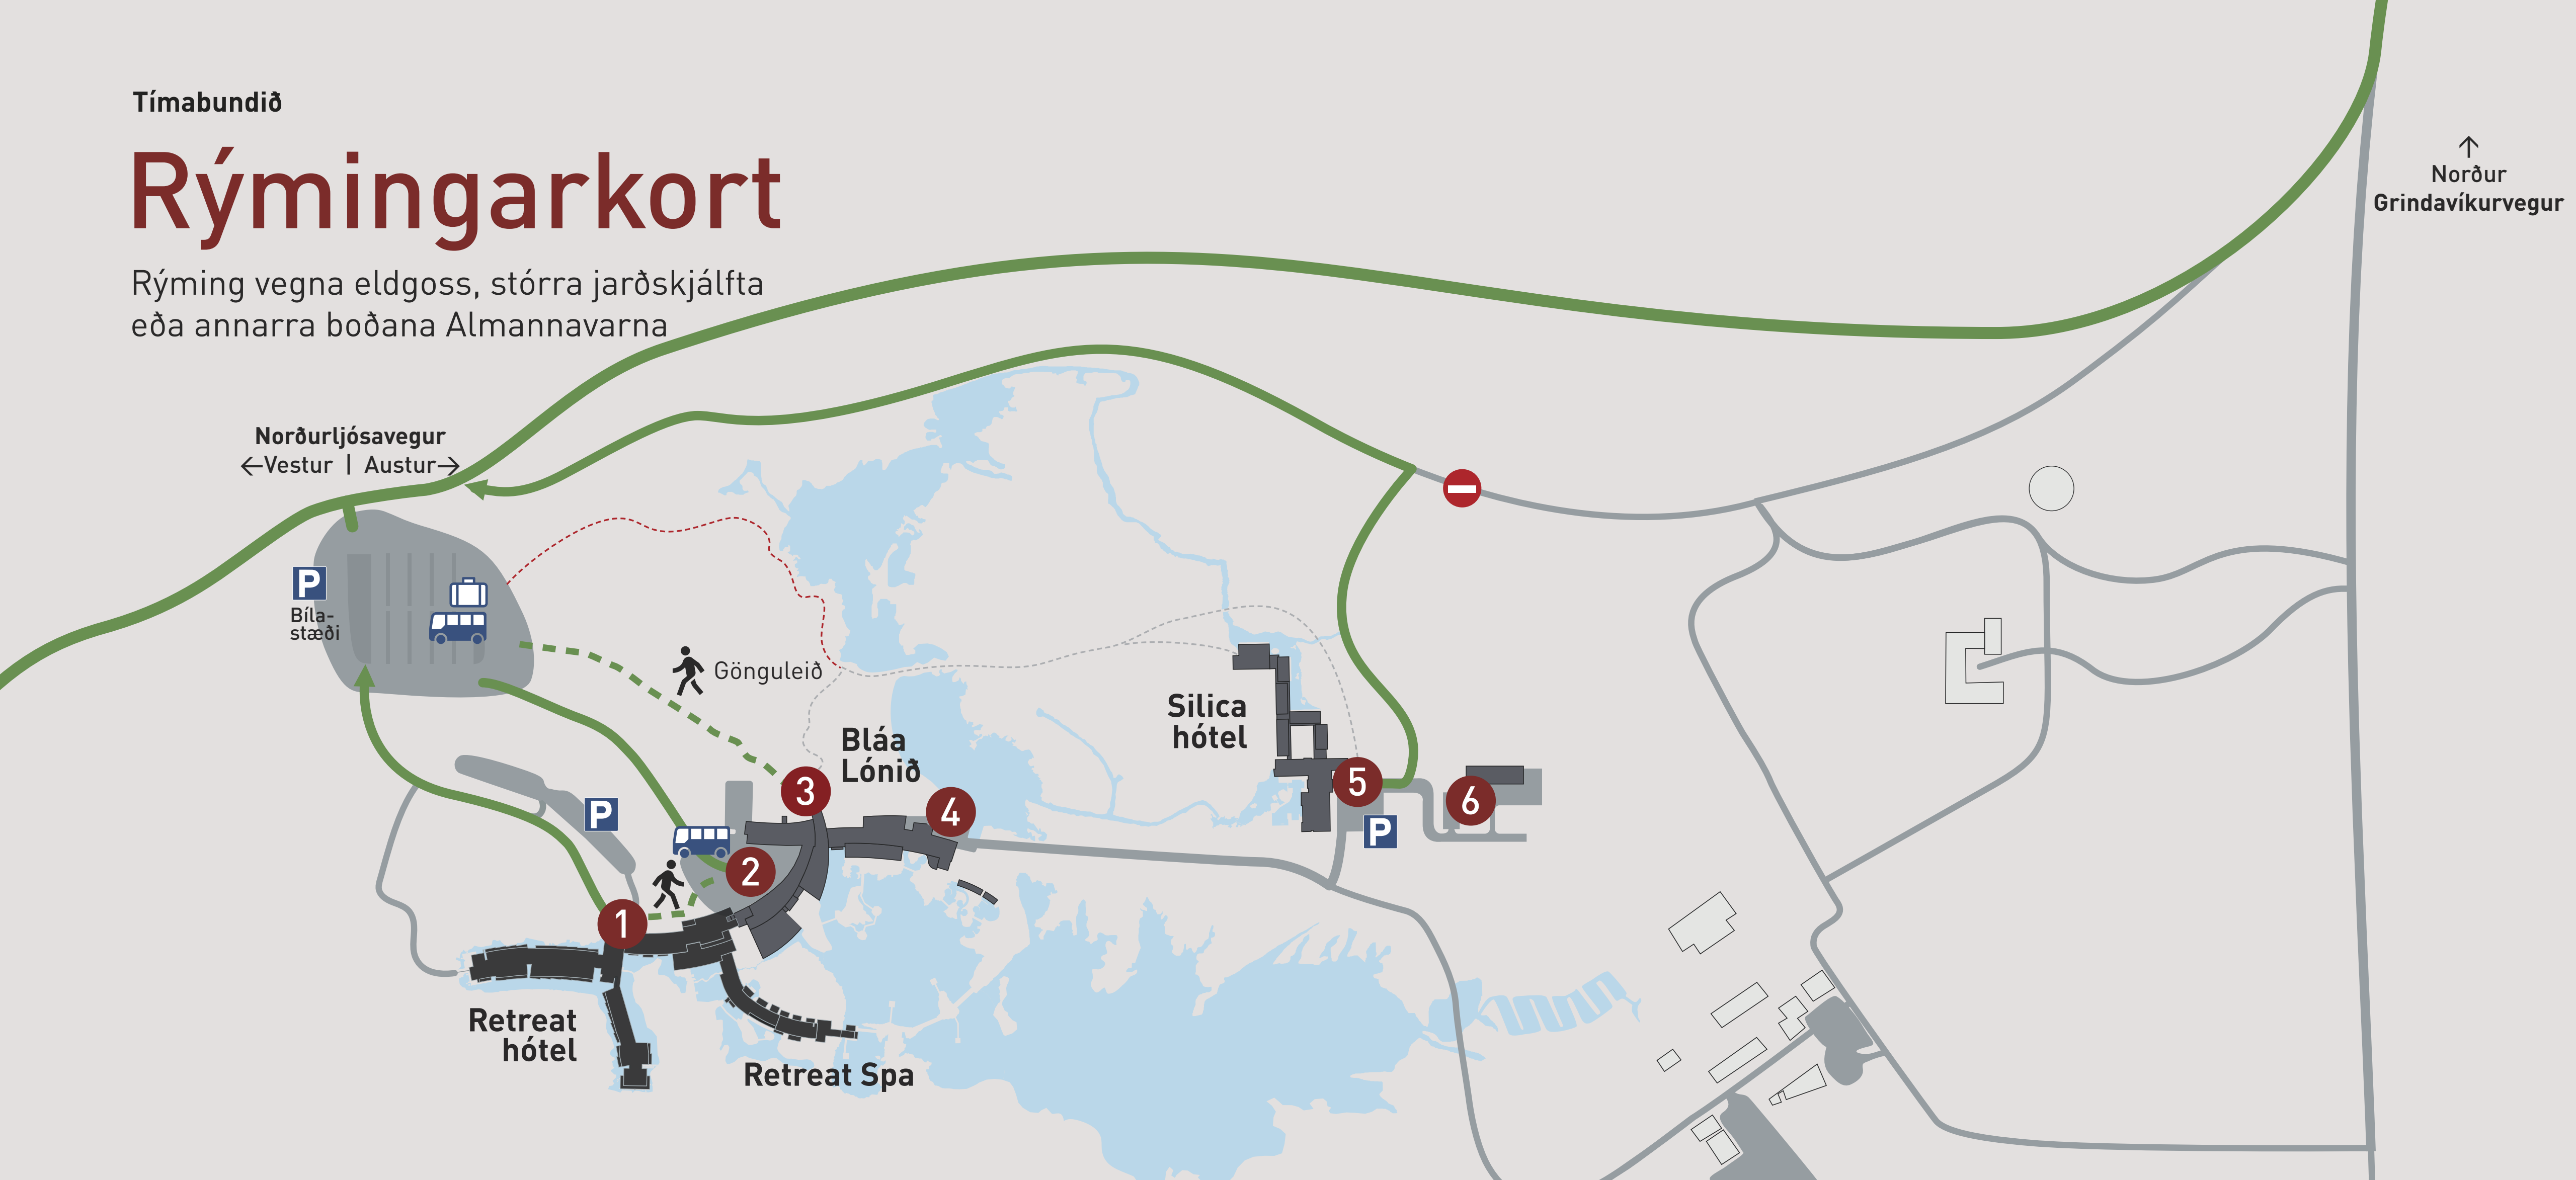 Tímabundið
Rýmingarkort
Rýming vegna eldgoss, stórra jarðskjálfta
eða annarra boðana Almannavarna
↑
Norður
Grindavíkurvegur
Norðurljósavegur
←Vestur | Austur→
P
Bíla-
stæði
Gönguleið
Bláa
Lónið
Silica
hótel
P
3
4
2
1
5
6
P
Retreat
hótel
Retreat Spa